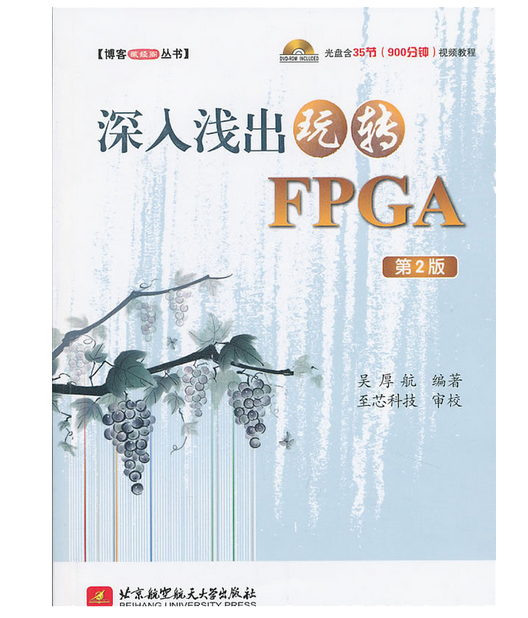 【博客藏经阁丛书】
DVD-ROM INCLUDED
光盘含35节（900分钟）视频教程
深入浅出玩转
FPGA
第2版
吴厚航 编著
至芯科技 审校
北京航空航天大学出版社
BEIHANG UNIVERSITY PRESS